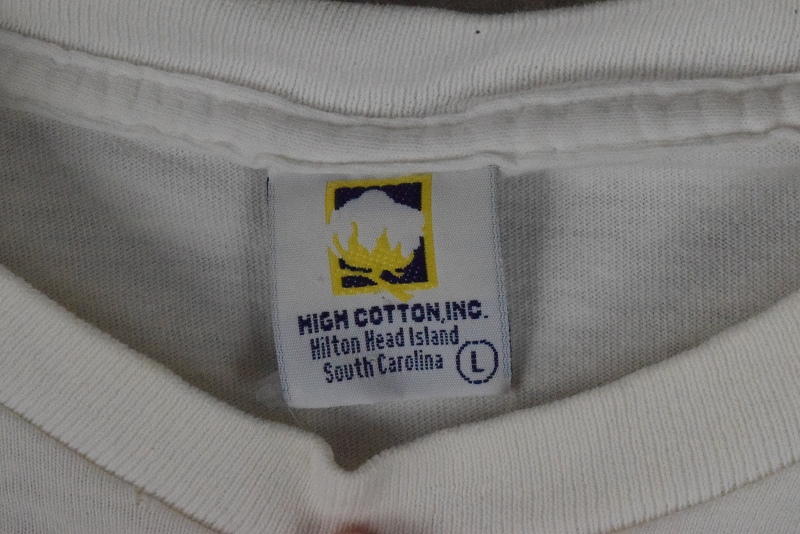 HIGH COTTON, INC.
Hilton Head Island
South Carolina
L